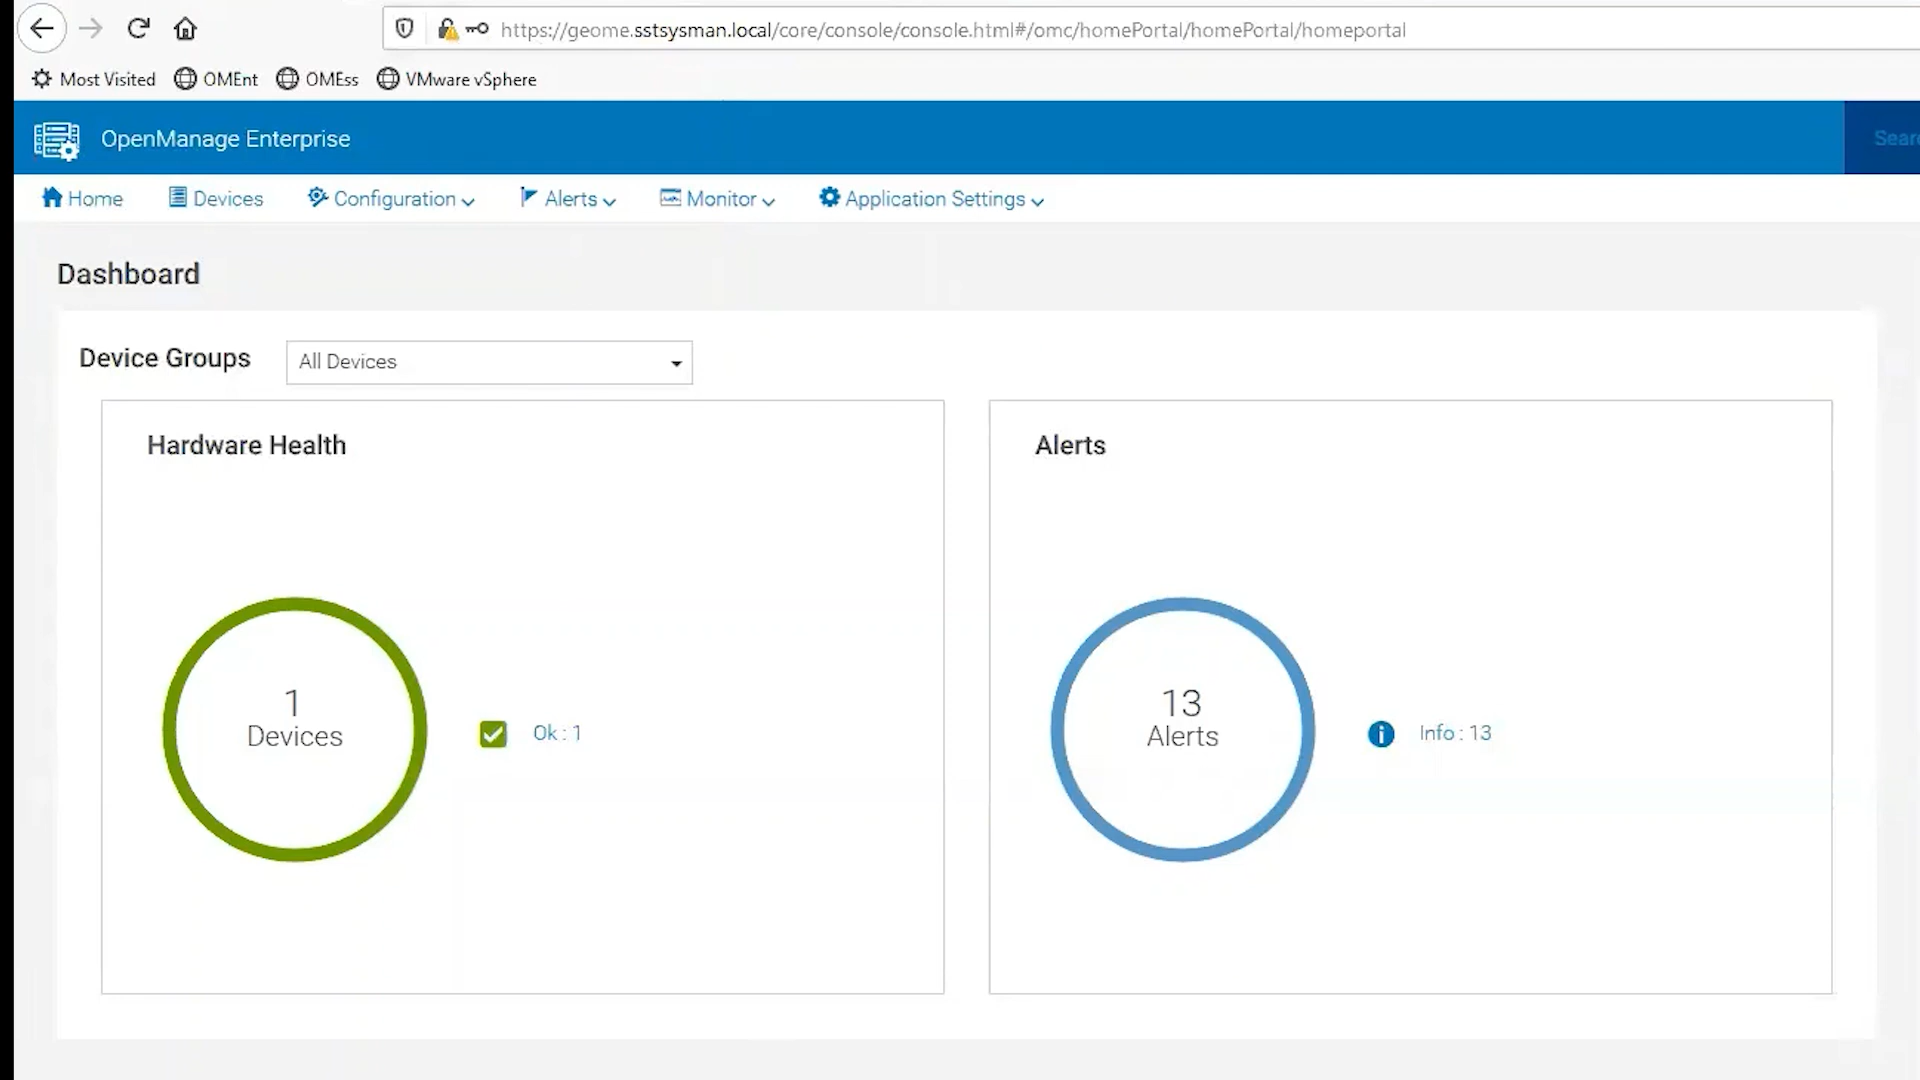 https://geome.sstsysman.local/core/console/console.html#/omc/homePortal/homePortal/homeportal
Most Visited OMEnt OMEss VMware vSphere
OpenManage Enterprise
Home Devices Configuration Alerts Monitor Application Settings
Dashboard
Device Groups All Devices
Hardware Health
1
Devices
Ok : 1
Alerts
13
Alerts
Info : 13